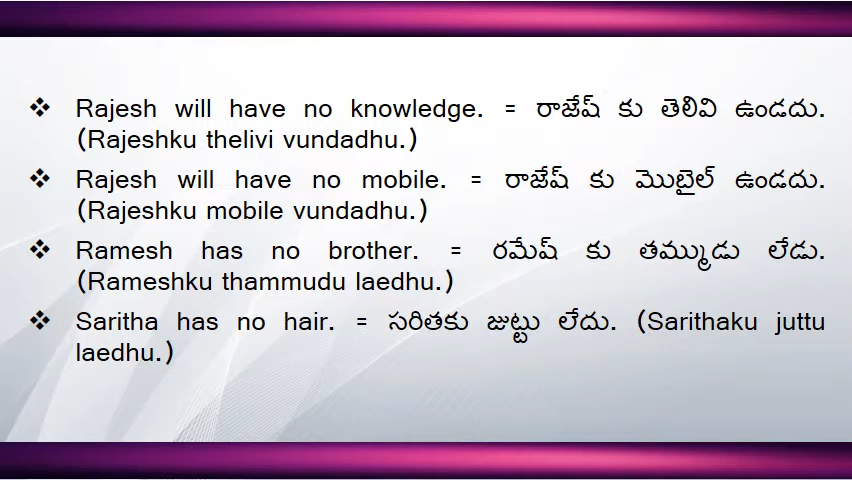 ❖ Rajesh will have no knowledge. = రాజేష్ కు తెలివి ఉండదు.
(Rajeshku thelivi vundadhu.)
❖ Rajesh will have no mobile. = రాజేష్ కు మొబైల్ ఉండదు.
(Rajeshku mobile vundadhu.)
❖ Ramesh has no brother. = రమేష్ కు తమ్ముడు లేడు.
(Rameshku thammudu laedhu.)
❖ Saritha has no hair. = సరితకు జుట్టు లేదు. (Sarithaku juttu
laedhu.)